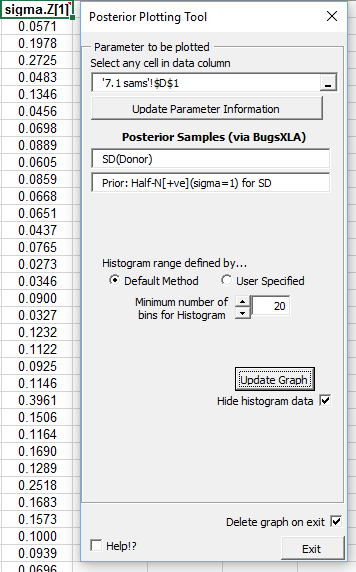 sigma.Z[1]
0.0571
0.1978
0.2725
0.0483
0.1346
0.0456
0.0698
0.0889
0.0605
0.0859
0.0668
0.0651
0.0437
0.0765
0.0273
0.0346
0.0900
0.0327
0.1232
0.1122
0.0925
0.1146
0.3961
0.1506
0.1164
0.1690
0.1289
0.2518
0.1683
0.1573
0.1000
0.0939
0.0696
Posterior Plotting Tool
Parameter to be plotted
Select any cell in data column
'7.1 sams'!$D$1
Update Parameter Information
Posterior Samples (via BugsXLA)
SD(Donor)
Prior: Half-N[+ve](sigma=1) for SD
Histogram range defined by...
Default Method
User Specified
Minimum number of
bins for Histogram
20
Update Graph
Hide histogram data
Delete graph on exit
Help!?
Exit